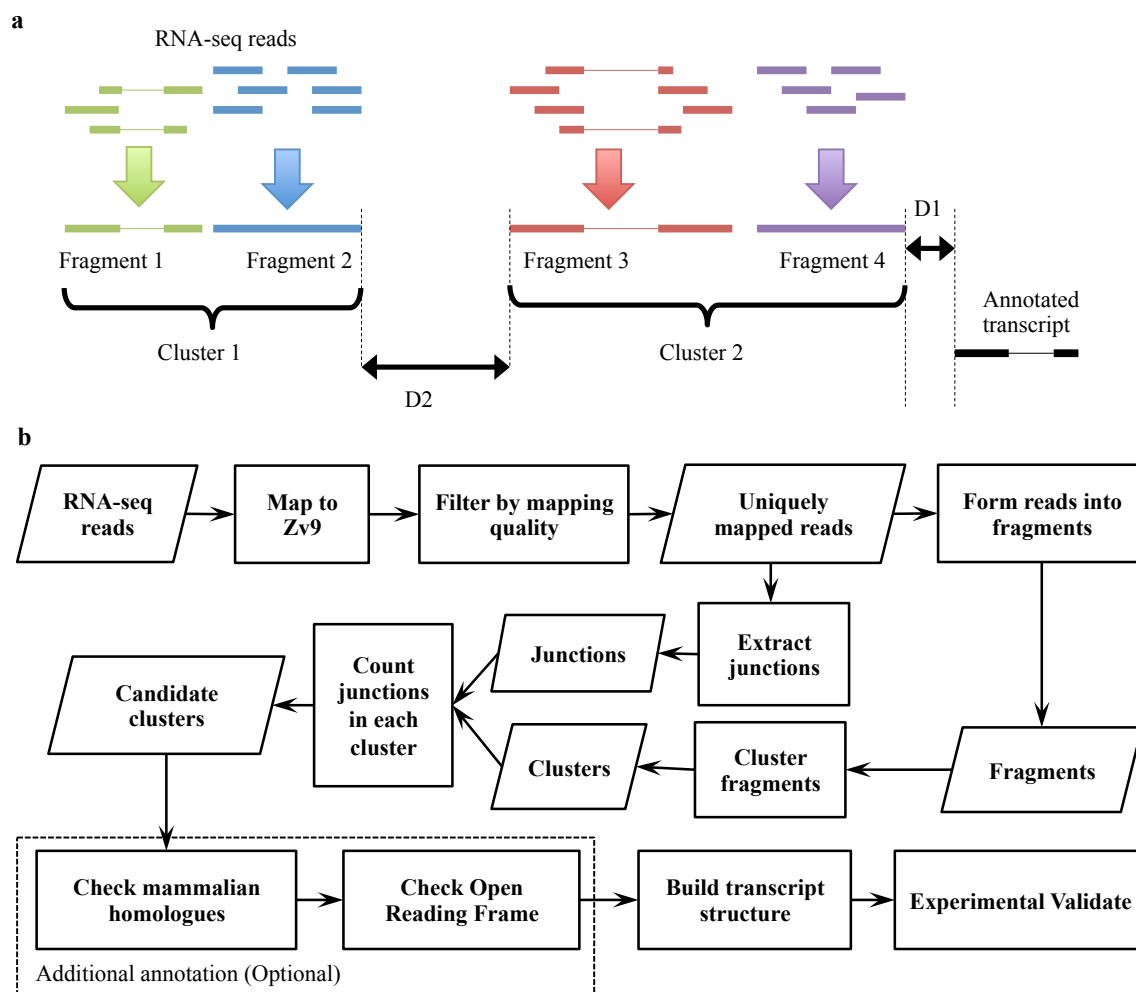 a
RNA-seq reads
D1
Fragment 1
Fragment 2
Fragment 3
Fragment 4
Annotated
transcript
Cluster 1
Cluster 2
D2
b
RNA-seq
reads
Map to
Zv9
Filter by mapping
quality
Uniquely
mapped reads
Form reads into
fragments
Junctions
Extract
junctions
Count
junctions
in each
cluster
Candidate
clusters
Clusters
Cluster
fragments
Fragments
Check mammalian
homologues
Check Open
Reading Frame
Build transcript
structure
Experimental Validate
Additional annotation (Optional)